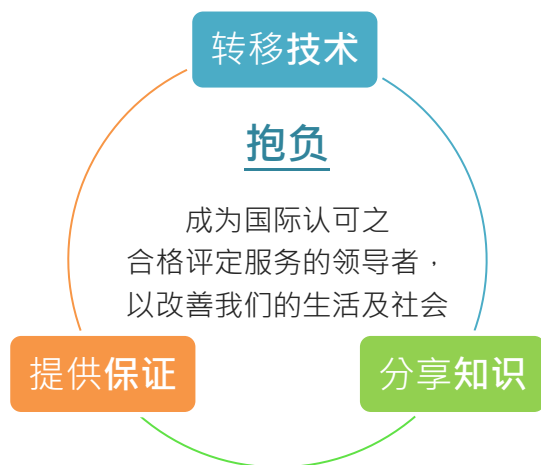 转移技术
抱负
成为国际认可之
合格评定服务的领导者，
以改善我们的生活及社会
提供保证
分享知识